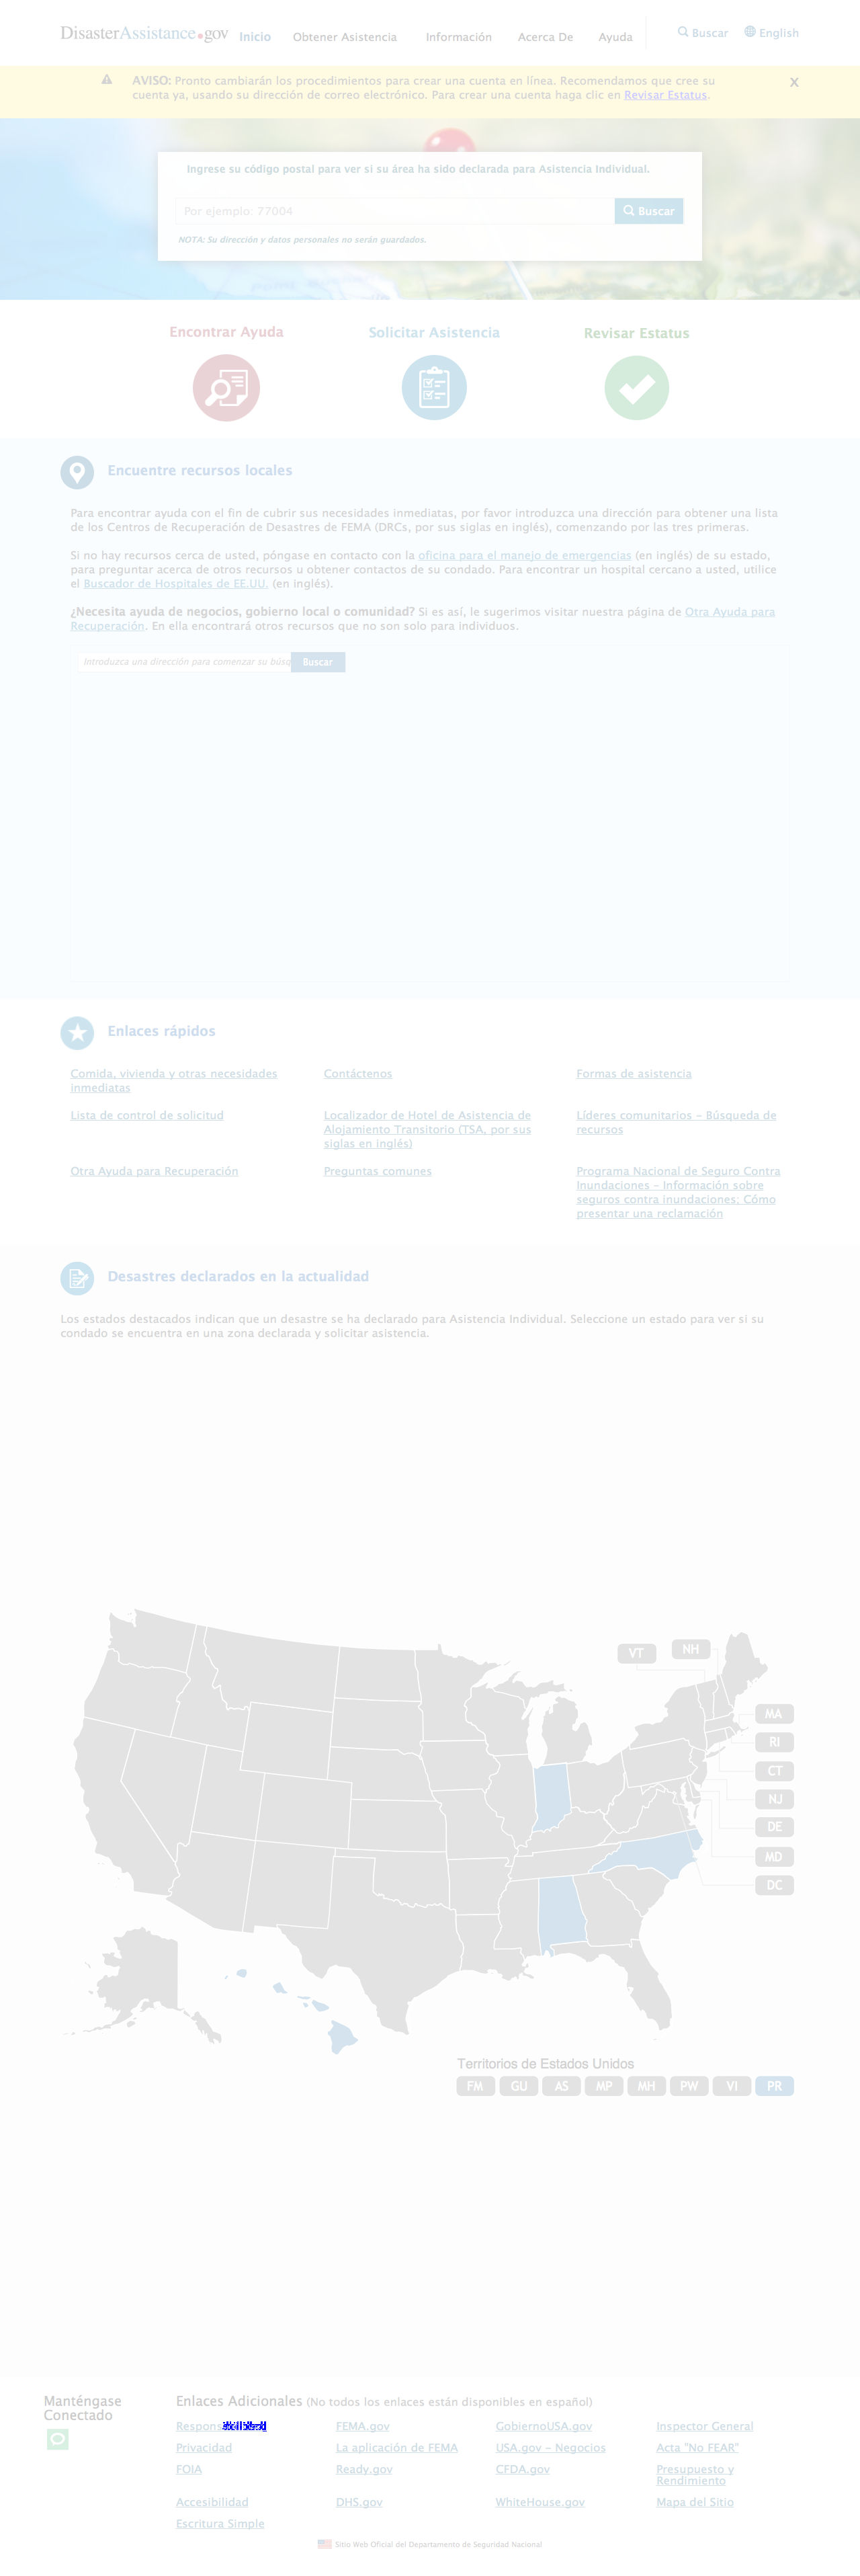 DisasterAssistance.gov Inicio Obtener Asistencia Información Acerca De Ayuda Buscar English
AVISO: Pronto cambiarán los procedimientos para crear una cuenta en línea. Recomendamos que cree su
cuenta ya, usando su dirección de correo electrónico. Para crear una cuenta haga clic en Revisar Estatus.
X
Ingrese su código postal para ver si su área ha sido declarada para Asistencia Individual.
Por ejemplo: 77004 Buscar
NOTA: Su dirección y datos personales no serán guardados.
Encontrar Ayuda Solicitar Asistencia Revisar Estatus
Encuentre recursos locales
Para encontrar ayuda con el fin de cubrir sus necesidades inmediatas, por favor introduzca una dirección para obtener una lista
de los Centros de Recuperación de Desastres de FEMA (DRCs, por sus siglas en inglés), comenzando por las tres primeras.
Si no hay recursos cerca de usted, póngase en contacto con la oficina para el manejo de emergencias (en inglés) de su estado,
para preguntar acerca de otros recursos u obtener contactos de su condado. Para encontrar un hospital cercano a usted, utilice
el Buscador de Hospitales de EE.UU. (en inglés).
¿Necesita ayuda de negocios, gobierno local o comunidad? Si es así, le sugerimos visitar nuestra página de Otra Ayuda para
Recuperación. En ella encontrará otros recursos que no son solo para individuos.
Introduzca una dirección para comenzar su búsq Buscar
Enlaces rápidos
Comida, vivienda y otras necesidades
inmediatas
Contáctenos
Formas de asistencia
Lista de control de solicitud
Localizador de Hotel de Asistencia de
Alojamiento Transitorio (TSA, por sus
siglas en inglés)
Líderes comunitarios – Búsqueda de
recursos
Otra Ayuda para Recuperación
Preguntas comunes
Programa Nacional de Seguro Contra
Inundaciones – Información sobre
seguros contra inundaciones; Cómo
presentar una reclamación
Desastres declarados en la actualidad
Los estados destacados indican que un desastre se ha declarado para Asistencia Individual. Seleccione un estado para ver si su
condado se encuentra en una zona declarada y solicitar asistencia.
VT NH
MA
RI
CT
NJ
DE
MD
DC
Territorios de Estados Unidos
FM GU AS MP MH PW VI PR
Manténgase
Conectado
Enlaces Adicionales (No todos los enlaces están disponibles en español)
FEMA.gov GobiernoUSA.gov Inspector General
Privacidad La aplicación de FEMA USA.gov – Negocios Acta "No FEAR"
FOIA Ready.gov CFDA.gov Presupuesto y
Rendimiento
Accesibilidad DHS.gov WhiteHouse.gov Mapa del Sitio
Escritura Simple
Sitio Web Oficial del Departamento de Seguridad Nacional